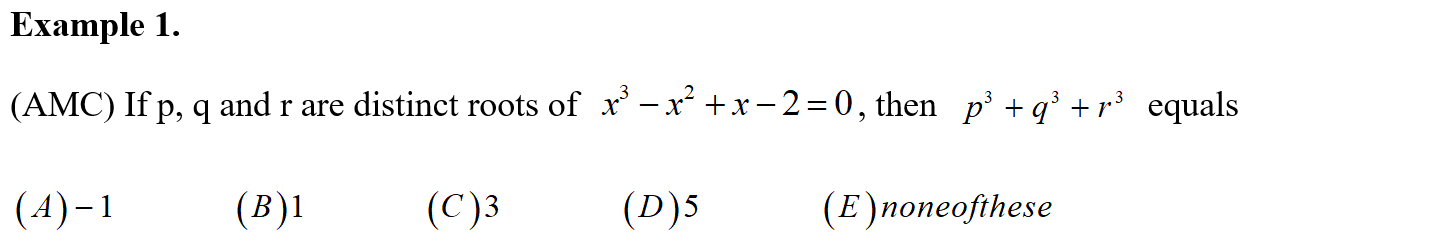 Example 1.
(AMC) If p, q and r are distinct roots of x³ − x² + x − 2 = 0, then p³ + q³ + r³ equals
(A) − 1 (B)1 (C)3 (D)5 (E)noneofthese